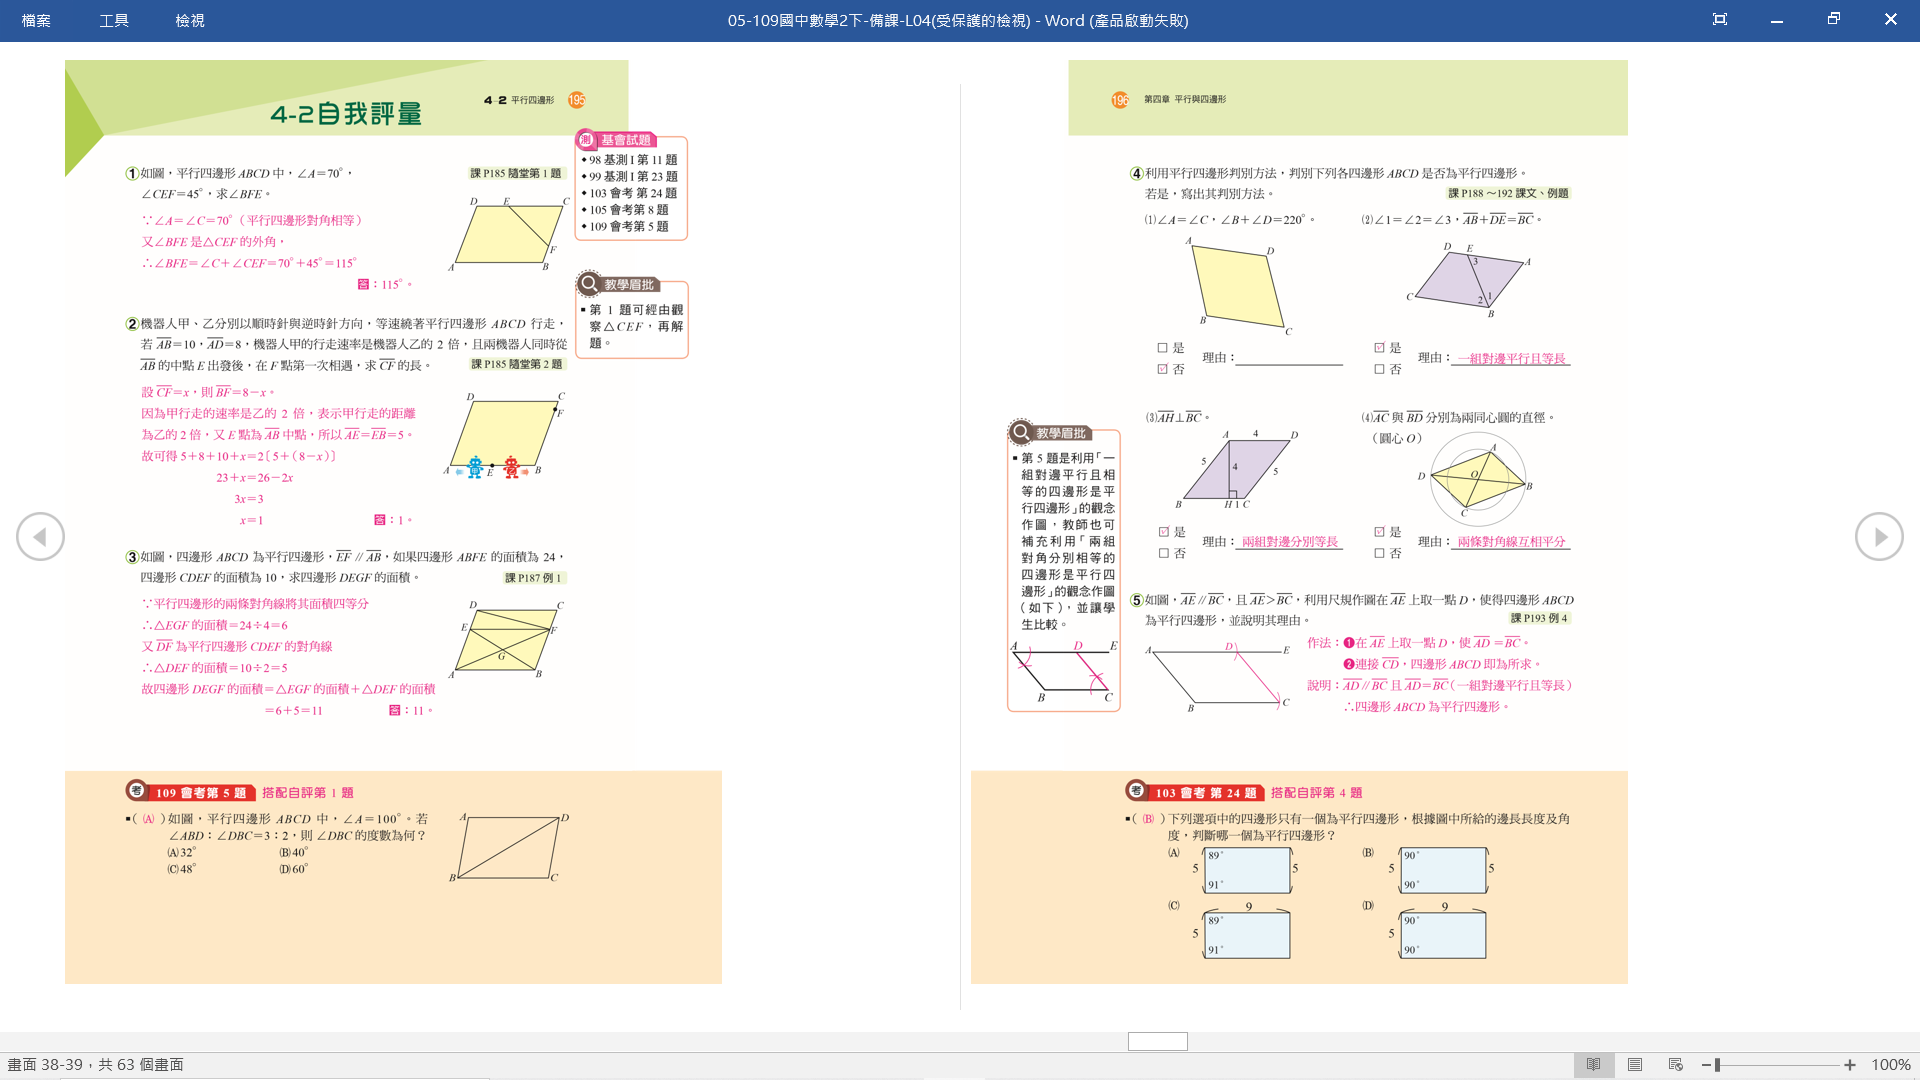 檔案 工具 檢視 05-109國中數學2下-備課-L04(受保護的檢視) - Word (產品啟動失敗)
4-2 平行四邊形 195
4-2自我評量
測 基會試題
◆98 基測 I 第 11 題
◆99 基測 I 第 23 題
◆103 會考 第 24 題
◆105 會考第 8 題
◆109 會考第 5 題
①如圖,平行四邊形 ABCD 中,∠A=70°,
課 P185 隨堂第 1 題
∠CEF=45°,求∠BFE。
∵∠A=∠C=70°(平行四邊形對角相等)
又∠BFE 是△CEF 的外角,
∴∠BFE=∠C+∠CEF=70°+45°=115°
答:115°。
D E C
F
A B
教學眉批
▪第 1 題可經由觀
察△CEF,再解
題。
②機器人甲、乙分別以順時針與逆時針方向,等速繞著平行四邊形 ABCD 行走,
若 AB=10,AD=8,機器人甲的行走速率是機器人乙的 2 倍,且兩機器人同時從
AB 的中點 E 出發後,在 F 點第一次相遇,求 CF 的長。
課 P185 隨堂第 2 題
設 CF=x,則 BF=8-x。
因為甲行走的速率是乙的 2 倍,表示甲行走的距離
為乙的 2 倍,又 E 點為 AB 中點,所以 AE=EB=5。
故可得 5+8+10+x=2〔5+(8-x)〕
23+x=26-2x
3x=3
x=1
答:1。
D C
F
A E B
③如圖,四邊形 ABCD 為平行四邊形,EF // AB,如果四邊形 ABFE 的面積為 24,
四邊形 CDEF 的面積為 10,求四邊形 DEGF 的面積。
課 P187 例 1
∵平行四邊形的兩條對角線將其面積四等分
∴△EGF 的面積=24÷4=6
又 DF 為平行四邊形 CDEF 的對角線
∴△DEF 的面積=10÷2=5
故四邊形 DEGF 的面積=△EGF 的面積+△DEF 的面積
=6+5=11
答:11。
D C
E F
G
A B
考 109 會考第 5 題 搭配自評第 1 題
▪( (A) )如圖,平行四邊形 ABCD 中,∠A=100°。若
∠ABD:∠DBC=3:2,則 ∠DBC 的度數為何?
(A)32° (B)40°
(C)48° (D)60°
A D
B C
196 第四章 平行與四邊形
④利用平行四邊形判別方法,判別下列各四邊形 ABCD 是否為平行四邊形。
若是,寫出其判別方法。
課 P188 ~192 課文、例題
⑴∠A=∠C,∠B+∠D=220°。
A
D
B
C
□ 是
☑ 否
理由:
⑵∠1=∠2=∠3,AB+DE=BC。
D E
3 A
C 2 1
B
☑ 是
□ 否
理由:一組對邊平行且等長
⑶AH⊥BC。
A 4 D
5 4 5
B H 1 C
☑ 是
□ 否
理由:兩組對邊分別等長
⑷AC 與 BD 分別為兩同心圓的直徑。
(圓心 O)
A
D O
B
C
☑ 是
□ 否
理由:兩條對角線互相平分
教學眉批
▪第 5 題是利用「一
組對邊平行且相
等的四邊形是平
行四邊形」的觀念
作圖,教師也可
補充利用「兩組
對角分別相等的
四邊形是平行四
邊形」的觀念作圖
(如下),並讓學
生比較。
A D E
B C
⑤如圖,AE // BC,且 AE>BC,利用尺規作圖在 AE 上取一點 D,使得四邊形 ABCD
為平行四邊形,並說明其理由。
課 P193 例 4
A D E
B C
作法:❶在 AE 上取一點 D,使 AD =BC。
❷連接 CD,四邊形 ABCD 即為所求。
說明:AD // BC 且 AD=BC(一組對邊平行且等長)
∴四邊形 ABCD 為平行四邊形。
考 103 會考 第 24 題 搭配自評第 4 題
▪( (B) )下列選項中的四邊形只有一個為平行四邊形,根據圖中所給的邊長長度及角
度,判斷哪一個為平行四邊形?
(A) 89° 5 5 91°
(B) 90° 5 5 90°
(C) 9 89° 5 91°
(D) 9 90° 5 90°
畫面 38-39,共 63 個畫面 100%